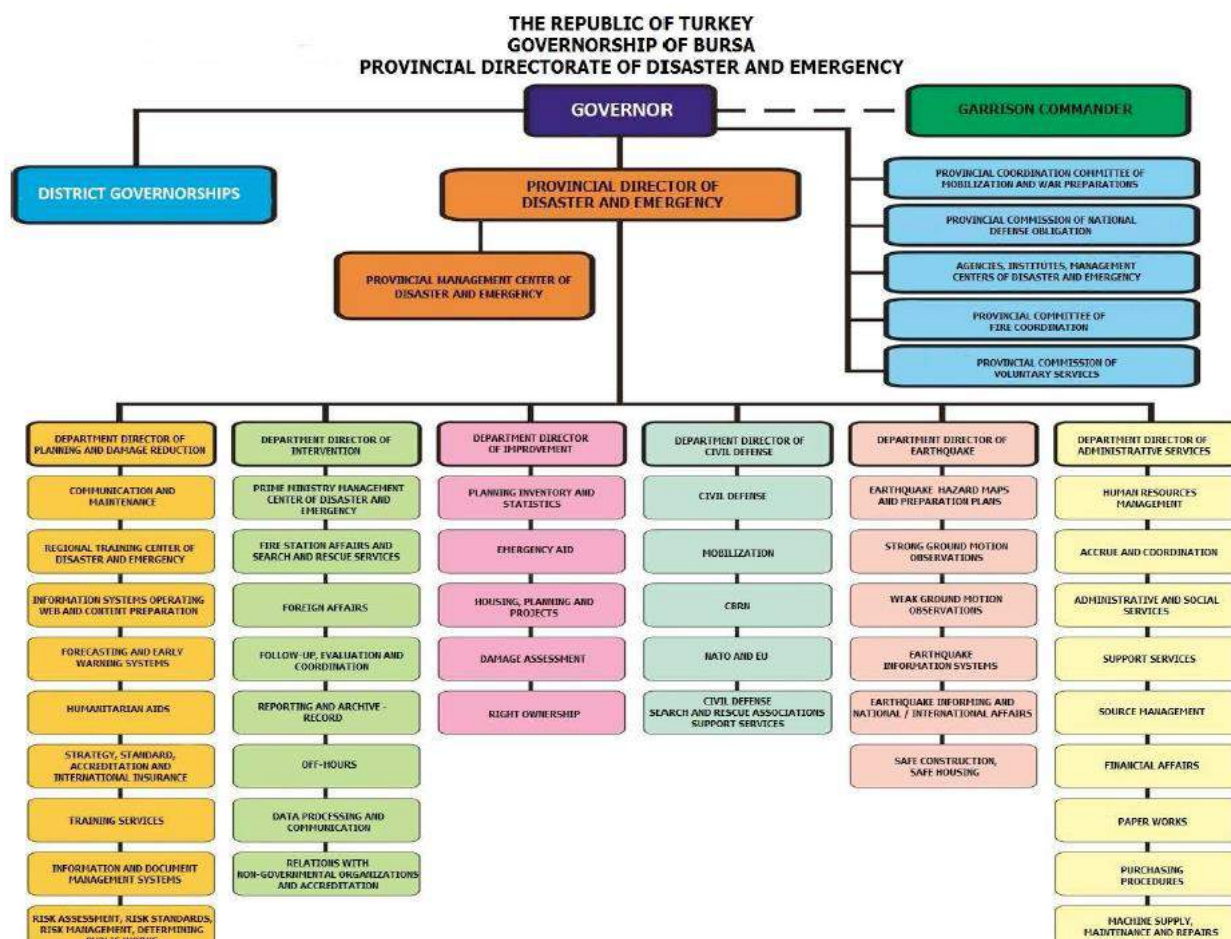 THE REPUBLIC OF TURKEY
GOVERNORSHIP OF BURSA
PROVINCIAL DIRECTORATE OF DISASTER AND EMERGENCY
GOVERNOR
GARRISON COMMANDER
DISTRICT GOVERNORSHIPS
PROVINCIAL DIRECTOR OF
DISASTER AND EMERGENCY
PROVINCIAL MANAGEMENT CENTER OF
DISASTER AND EMERGENCY
PROVINCIAL COORDINATION COMMITTEE OF
MOBILIZATION AND WAR PREPARATIONS
PROVINCIAL COMMISSION OF NATIONAL
DEFENSE OBLIGATION
AGENCIES, INSTITUTES, MANAGEMENT
CENTERS OF DISASTER AND EMERGENCY
PROVINCIAL COMMITTEE OF
FIRE COORDINATION
PROVINCIAL COMMISSION OF
VOLUNTARY SERVICES
DEPARTMENT DIRECTOR OF
PLANNING AND DAMAGE REDUCTION
COMMUNICATION AND
MAINTENANCE
REGIONAL TRAINING CENTER OF
DISASTER AND EMERGENCY
INFORMATION SYSTEMS OPERATING
WEB AND CONTENT PREPARATION
FORECASTING AND EARLY
WARNING SYSTEMS
HUMANITARIAN AIDS
STRATEGY, STANDARD,
ACCREDITATION AND
INTERNATIONAL INSURANCE
TRAINING SERVICES
INFORMATION AND DOCUMENT
MANAGEMENT SYSTEMS
RISK ASSESSMENT, RISK STANDARDS,
RISK MANAGEMENT, DETERMINING
DEPARTMENT DIRECTOR OF
INTERVENTION
PRIME MINISTRY MANAGEMENT
CENTER OF DISASTER AND
EMERGENCY
FIRE STATION AFFAIRS AND
SEARCH AND RESCUE SERVICES
FOREIGN AFFAIRS
FOLLOW-UP, EVALUATION AND
COORDINATION
REPORTING AND ARCHIVE -
RECORD
OFF-HOURS
DATA PROCESSING AND
COMMUNICATION
RELATIONS WITH
NON-GOVERNMENTAL ORGANIZATIONS
AND ACCREDITATION
DEPARTMENT DIRECTOR
OF IMPROVEMENT
PLANNING INVENTORY AND
STATISTICS
EMERGENCY AID
HOUSING, PLANNING AND
PROJECTS
DAMAGE ASSESSMENT
RIGHT OWNERSHIP
DEPARTMENT DIRECTOR OF
CIVIL DEFENSE
CIVIL DEFENSE
MOBILIZATION
CBRN
NATO AND EU
CIVIL DEFENSE
SEARCH AND RESCUE ASSOCIATIONS
SUPPORT SERVICES
DEPARTMENT DIRECTOR OF
EARTHQUAKE
EARTHQUAKE HAZARD MAPS
AND PREPARATION PLANS
STRONG GROUND MOTION
OBSERVATIONS
WEAK GROUND MOTION
OBSERVATIONS
EARTHQUAKE
INFORMATION SYSTEMS
EARTHQUAKE INFORMING AND
NATIONAL / INTERNATIONAL AFFAIRS
SAFE CONSTRUCTION,
SAFE HOUSING
DEPARTMENT DIRECTOR OF
ADMINISTRATIVE SERVICES
HUMAN RESOURCES
MANAGEMENT
ACCRUE AND COORDINATION
ADMINISTRATIVE AND SOCIAL
SERVICES
SUPPORT SERVICES
SOURCE MANAGEMENT
FINANCIAL AFFAIRS
PAPER WORKS
PURCHASING
PROCEDURES
MACHINE SUPPLY,
MAINTENANCE AND REPAIRS